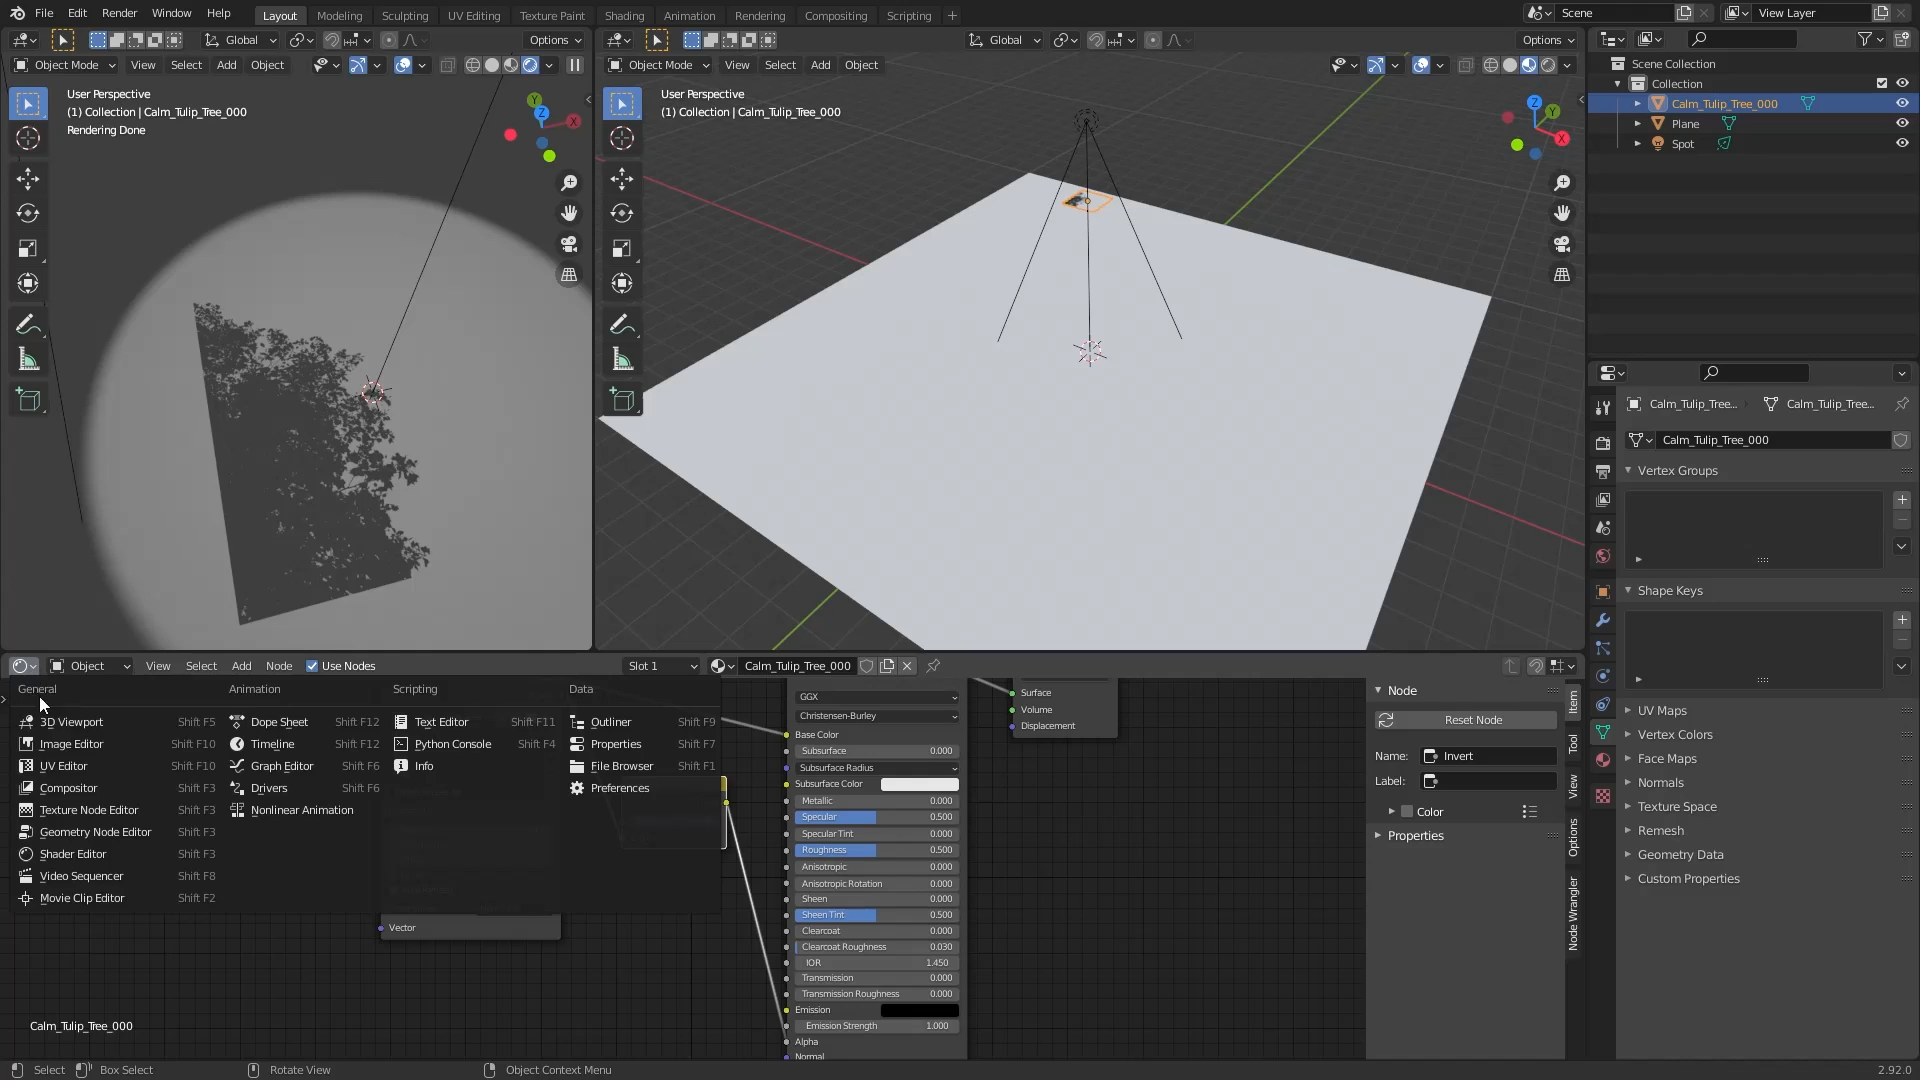 File Edit Render Window Help Layout Modeling Sculpting UV Editing Texture Paint Shading Animation Rendering Compositing Scripting + Scene View Layer
Global Options
Object Mode View Select Add Object
User Perspective
(1) Collection | Calm_Tulip_Tree_000
Rendering Done
Z
Y
X
Global Options
Object Mode View Select Add Object
User Perspective
(1) Collection | Calm_Tulip_Tree_000
Z
Y
X
Scene Collection
Collection
Calm_Tulip_Tree_000
Plane
Spot
Calm_Tulip_Tree... Calm_Tulip_Tree...
Calm_Tulip_Tree_000
Vertex Groups
Shape Keys
UV Maps
Vertex Colors
Face Maps
Normals
Texture Space
Remesh
Geometry Data
Custom Properties
Object View Select Add Node Use Nodes Slot 1 Calm_Tulip_Tree_000
General
3D Viewport Shift F5
Image Editor Shift F10
UV Editor Shift F10
Compositor Shift F3
Texture Node Editor Shift F3
Geometry Node Editor Shift F3
Shader Editor Shift F3
Video Sequencer Shift F8
Movie Clip Editor Shift F2
Animation
Dope Sheet Shift F12
Timeline Shift F12
Graph Editor Shift F6
Drivers Shift F6
Nonlinear Animation
Scripting
Text Editor Shift F11
Python Console Shift F4
Info
Data
Outliner Shift F9
Properties Shift F7
File Browser Shift F1
Preferences
Vector
GGX
Christensen-Burley
Base Color
Subsurface 0.000
Subsurface Radius
Subsurface Color
Metallic 0.000
Specular 0.500
Specular Tint 0.000
Roughness 0.500
Anisotropic 0.000
Anisotropic Rotation 0.000
Sheen 0.000
Sheen Tint 0.500
Clearcoat 0.000
Clearcoat Roughness 0.030
IOR 1.450
Transmission 0.000
Transmission Roughness 0.000
Emission
Emission Strength 1.000
Alpha
Normal
Surface
Volume
Displacement
Node
Reset Node
Name: Invert
Label:
Color
Properties
Item
Tool
View
Options
Node Wrangler
Calm_Tulip_Tree_000
Select Box Select Rotate View Object Context Menu 2.92.0